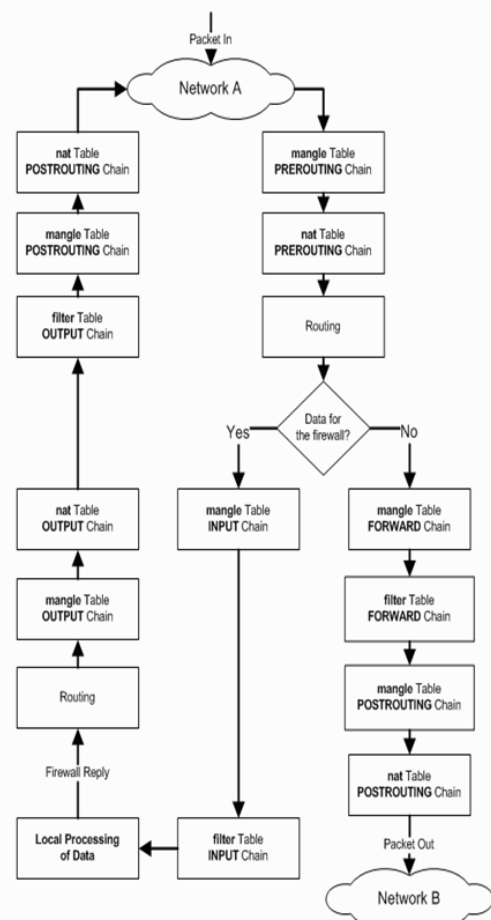 Packet In
Network A
nat Table
POSTROUTING Chain
mangle Table
PREROUTING Chain
mangle Table
POSTROUTING Chain
nat Table
PREROUTING Chain
filter Table
OUTPUT Chain
Routing
Data for
the firewall?
Yes
No
nat Table
OUTPUT Chain
mangle Table
INPUT Chain
mangle Table
FORWARD Chain
mangle Table
OUTPUT Chain
filter Table
FORWARD Chain
Routing
mangle Table
POSTROUTING Chain
Firewall Reply
nat Table
POSTROUTING Chain
Local Processing
of Data
filter Table
INPUT Chain
Packet Out
Network B